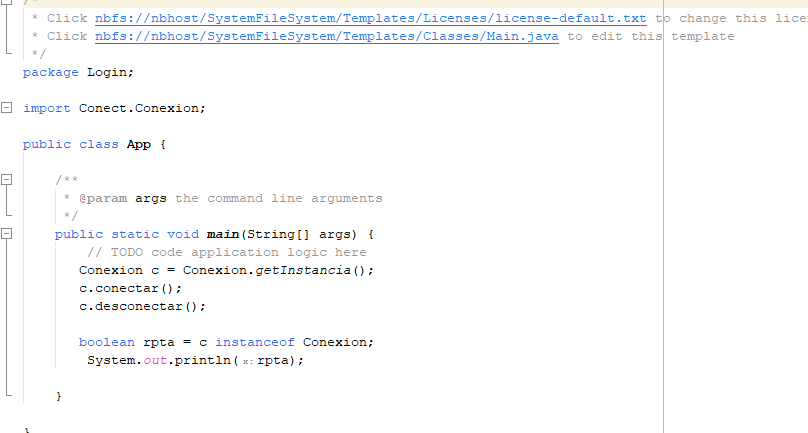 /*
 * Click nbfs://nbhost/SystemFileSystem/Templates/Licenses/license-default.txt to change this lice
 * Click nbfs://nbhost/SystemFileSystem/Templates/Classes/Main.java to edit this template
 */
package Login;
import Conect.Conexion;
public class App {
/**
 * @param args the command line arguments
 */
public static void main(String[] args) {
// TODO code application logic here
Conexion c = Conexion.getInstancia();
c.conectar();
c.desconectar();
boolean rpta = c instanceof Conexion;
System.out.println( x: rpta);
}
}